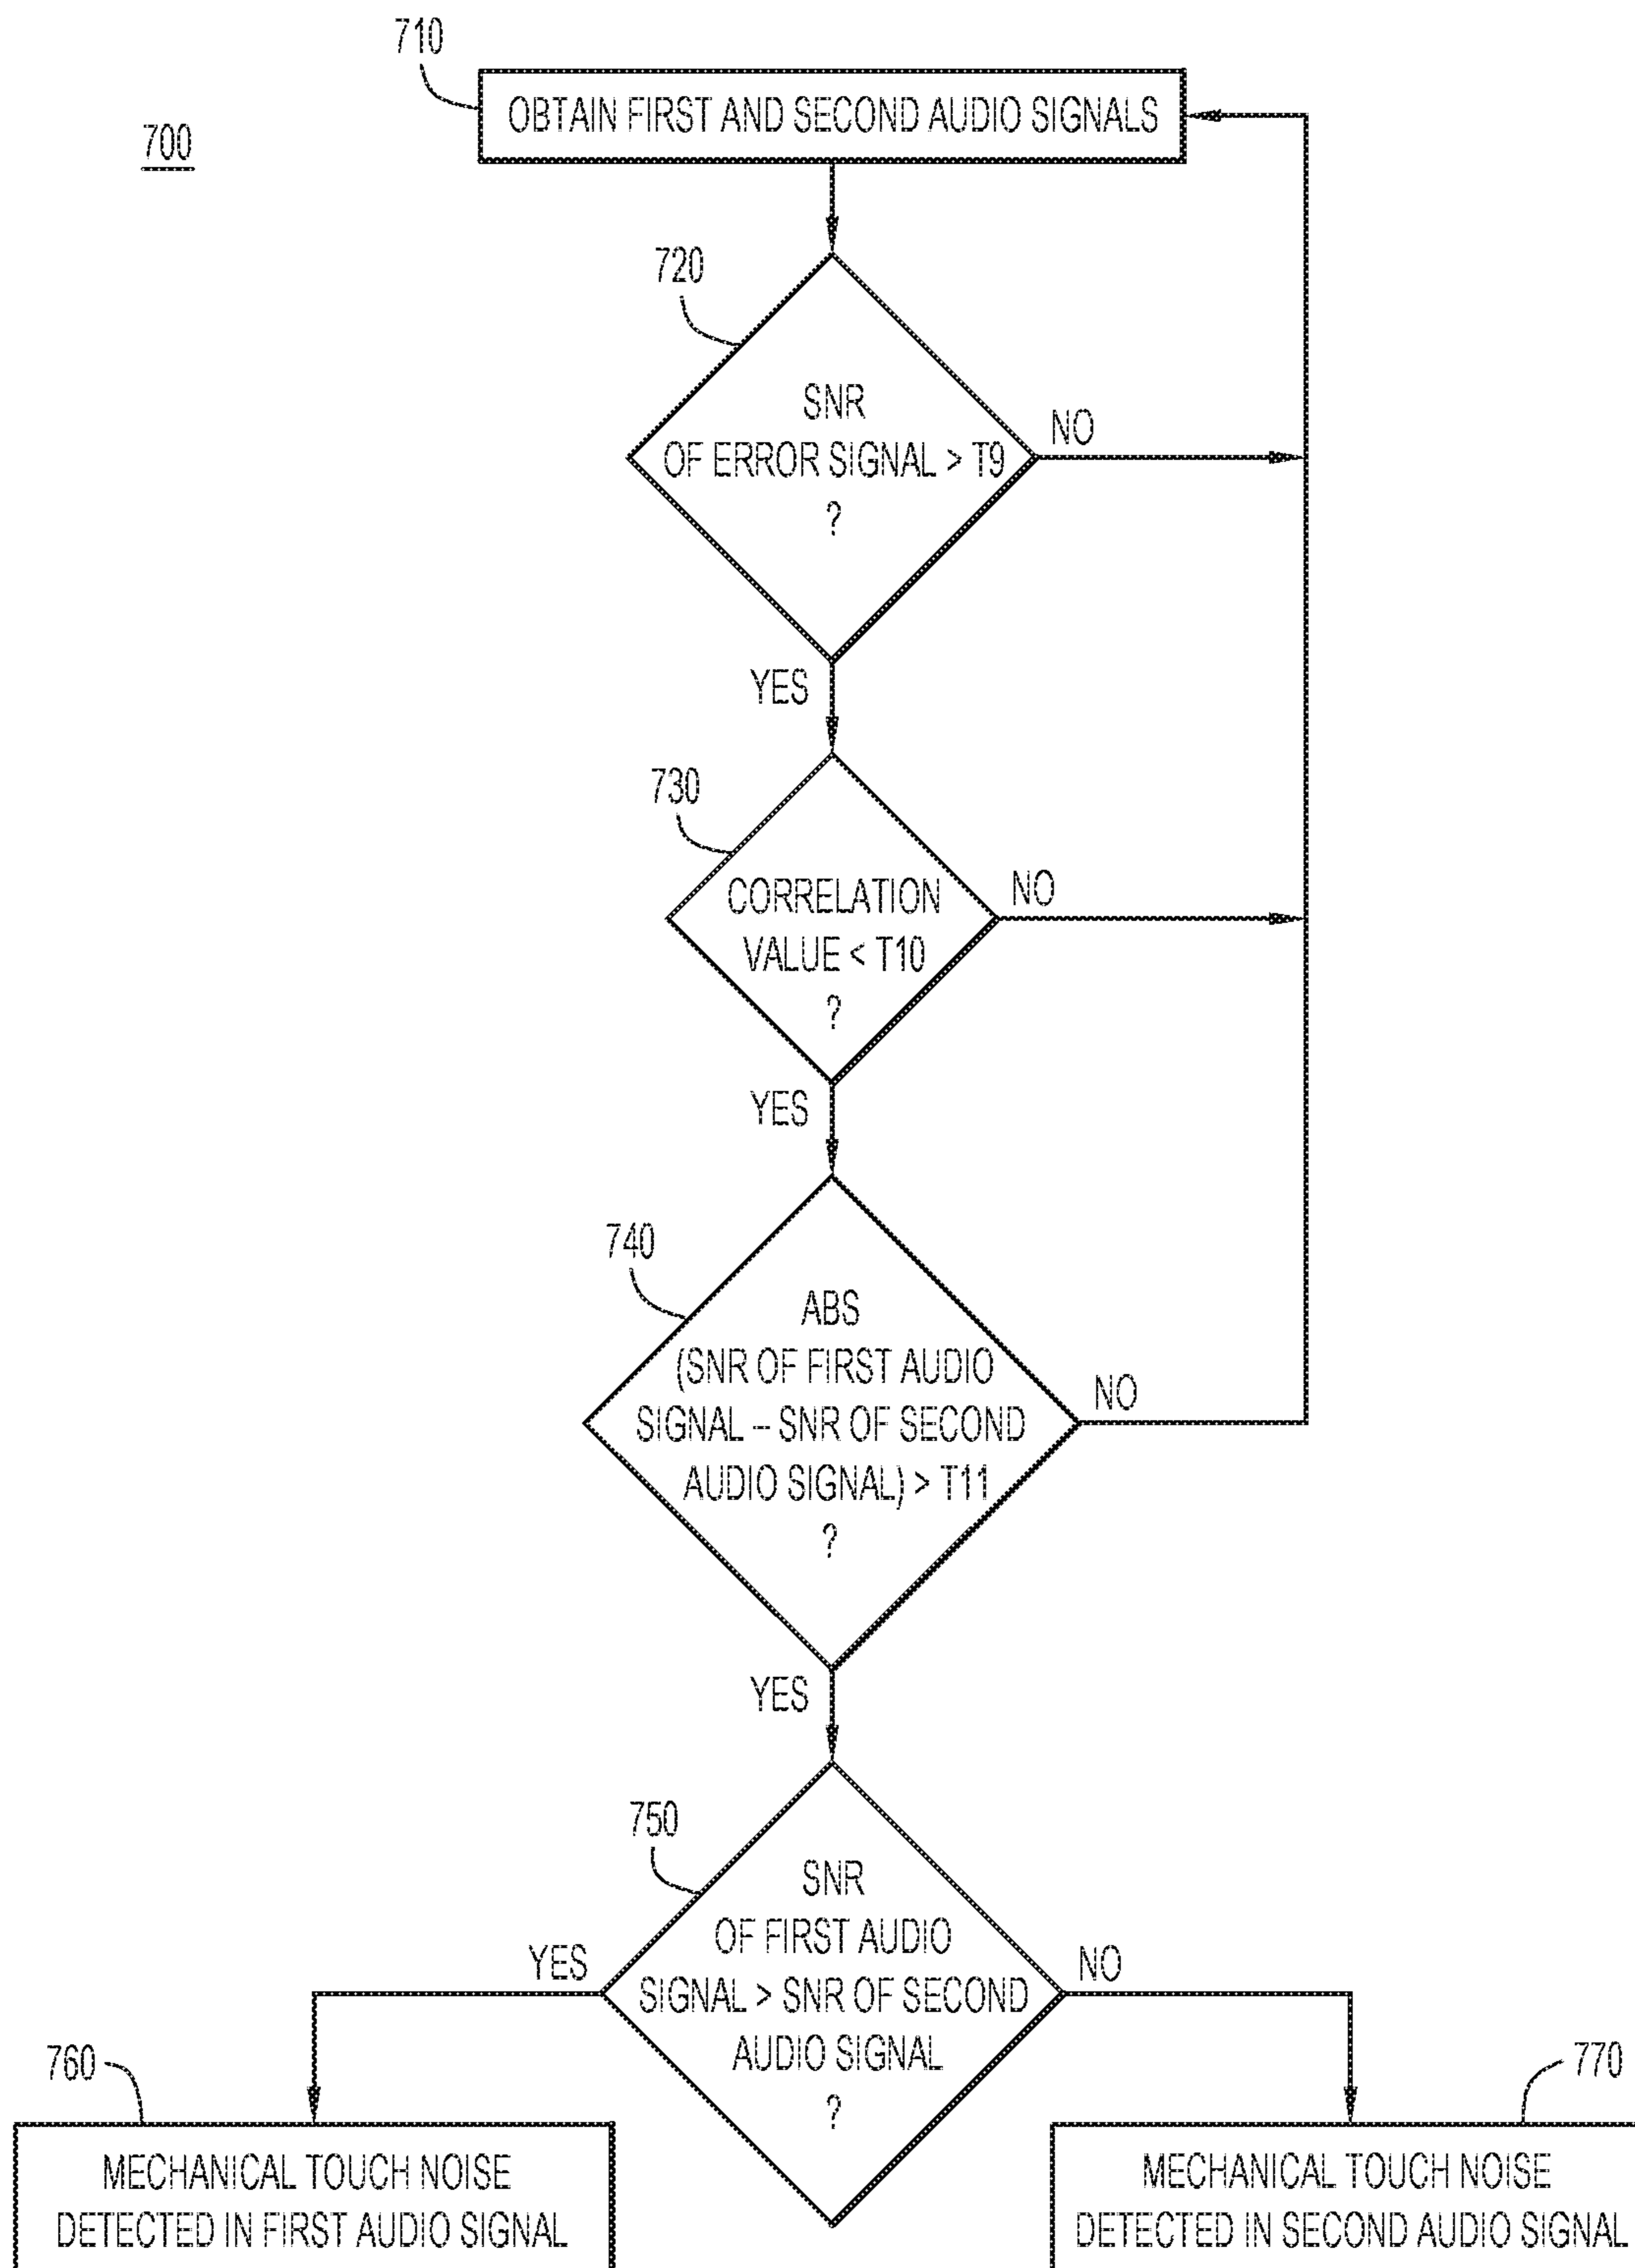 710
700
OBTAIN FIRST AND SECOND AUDIO SIGNALS
720
SNR
OF ERROR SIGNAL > T9
?
NO
YES
730
CORRELATION
VALUE < T10
?
NO
YES
740
ABS
(SNR OF FIRST AUDIO
SIGNAL – SNR OF SECOND
AUDIO SIGNAL) > T11
?
NO
YES
750
SNR
OF FIRST AUDIO
SIGNAL > SNR OF SECOND
AUDIO SIGNAL
?
YES
NO
760
770
MECHANICAL TOUCH NOISE
DETECTED IN FIRST AUDIO SIGNAL
MECHANICAL TOUCH NOISE
DETECTED IN SECOND AUDIO SIGNAL